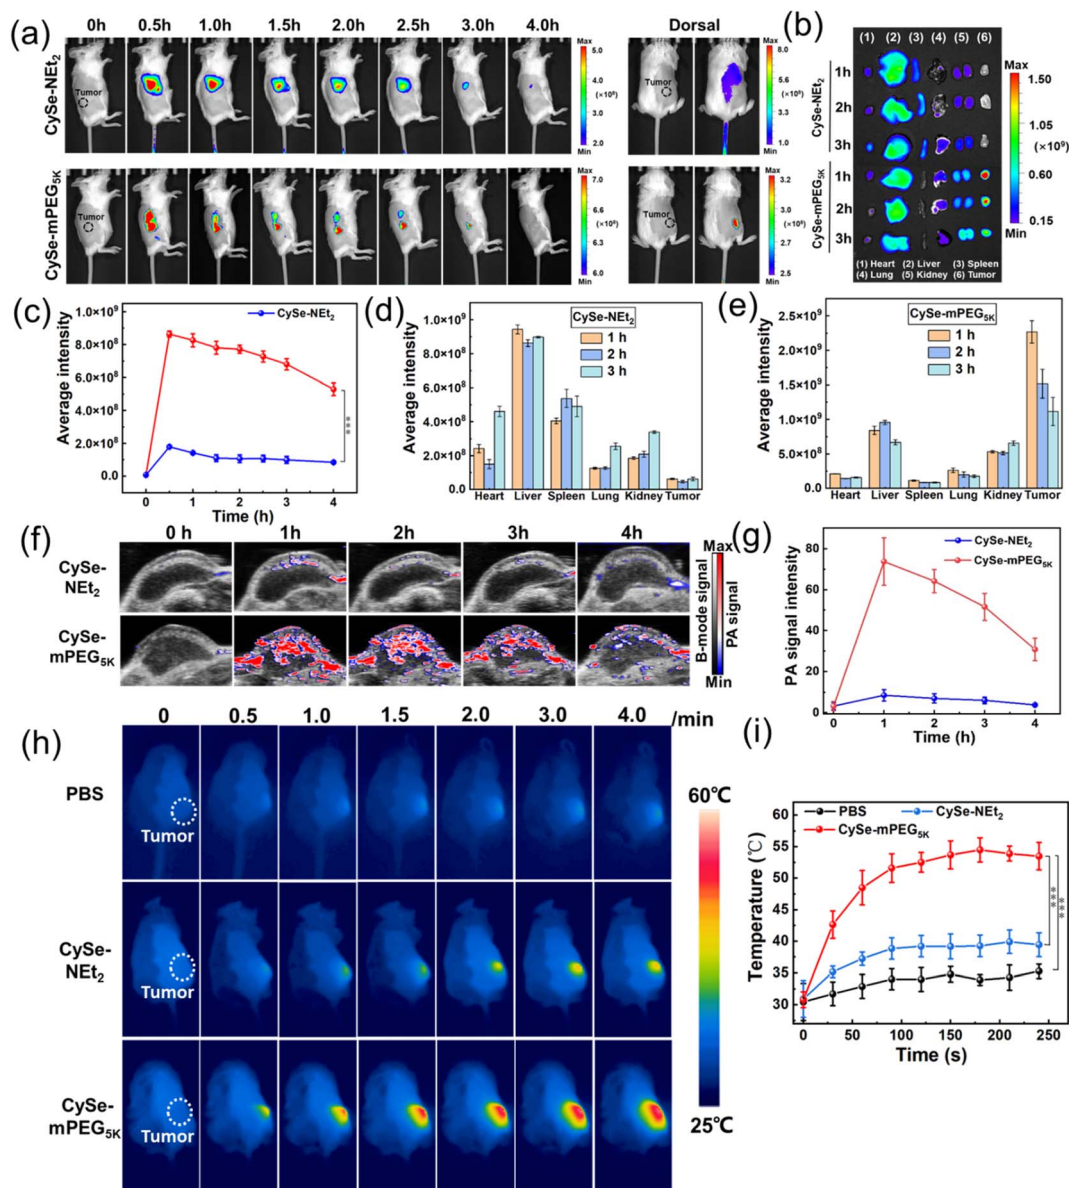 (a)
0h 0.5h 1.0h 1.5h 2.0h 2.5h 3.0h 4.0h Dorsal
CySe-NEt2
Tumor
Max
5.0
4.0
(×10⁸)
3.0
2.0
Min
Tumor
Max
8.0
6.0
4.0
2.0
1.0
Min
CySe-mPEG5K
Tumor
Max
7.0
6.6
6.3
6.0
Min
Tumor
Max
3.2
3.0
2.7
2.5
Min
(b)
(1) (2) (3) (4) (5) (6)
CySe-NEt2
1h
2h
3h
CySe-mPEG5K
1h
2h
3h
(1) Heart (2) Liver (3) Spleen
(4) Lung (5) Kidney (6) Tumor
Max
1.50
1.05
(×10⁹)
0.60
0.15
Min
(c)
CySe-NEt2
Average intensity
1.0×10⁹
8.0×10⁸
6.0×10⁸
4.0×10⁸
2.0×10⁸
0.0
***
0 1 2 3 4
Time (h)
(d)
CySe-NEt2
1 h
2 h
3 h
Average intensity
1.0×10⁹
8.0×10⁸
6.0×10⁸
4.0×10⁸
2.0×10⁸
0.0
Heart Liver Spleen Lung Kidney Tumor
(e)
CySe-mPEG5K
1 h
2 h
3 h
Average intensity
2.5×10⁹
2.0×10⁹
1.5×10⁹
1.0×10⁹
5.0×10⁸
0.0
Heart Liver Spleen Lung Kidney Tumor
(f)
0 h 1h 2h 3h 4h
CySe-
NEt2
CySe-
mPEG5K
Max
B-mode signal
PA signal
Min
(g)
CySe-NEt2
CySe-mPEG5K
PA signal intensity
80
60
40
20
0
0 1 2 3 4
Time (h)
(h)
0 0.5 1.0 1.5 2.0 3.0 4.0 /min
PBS
Tumor
CySe-
NEt2
Tumor
CySe-
mPEG5K
Tumor
60℃
25℃
(i)
PBS CySe-NEt2
CySe-mPEG5K
Temperature (℃)
60
55
50
45
40
35
30
***
***
0 50 100 150 200 250
Time (s)